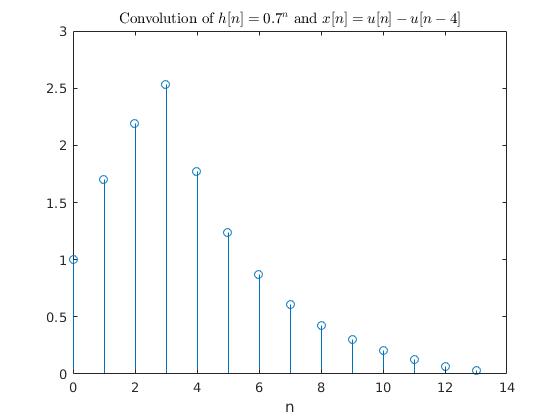 Convolution of h[n] = 0.7ⁿ and x[n] = u[n] − u[n − 4]
3
2.5
2
1.5
1
0.5
0
0 2 4 6 8 10 12 14
n